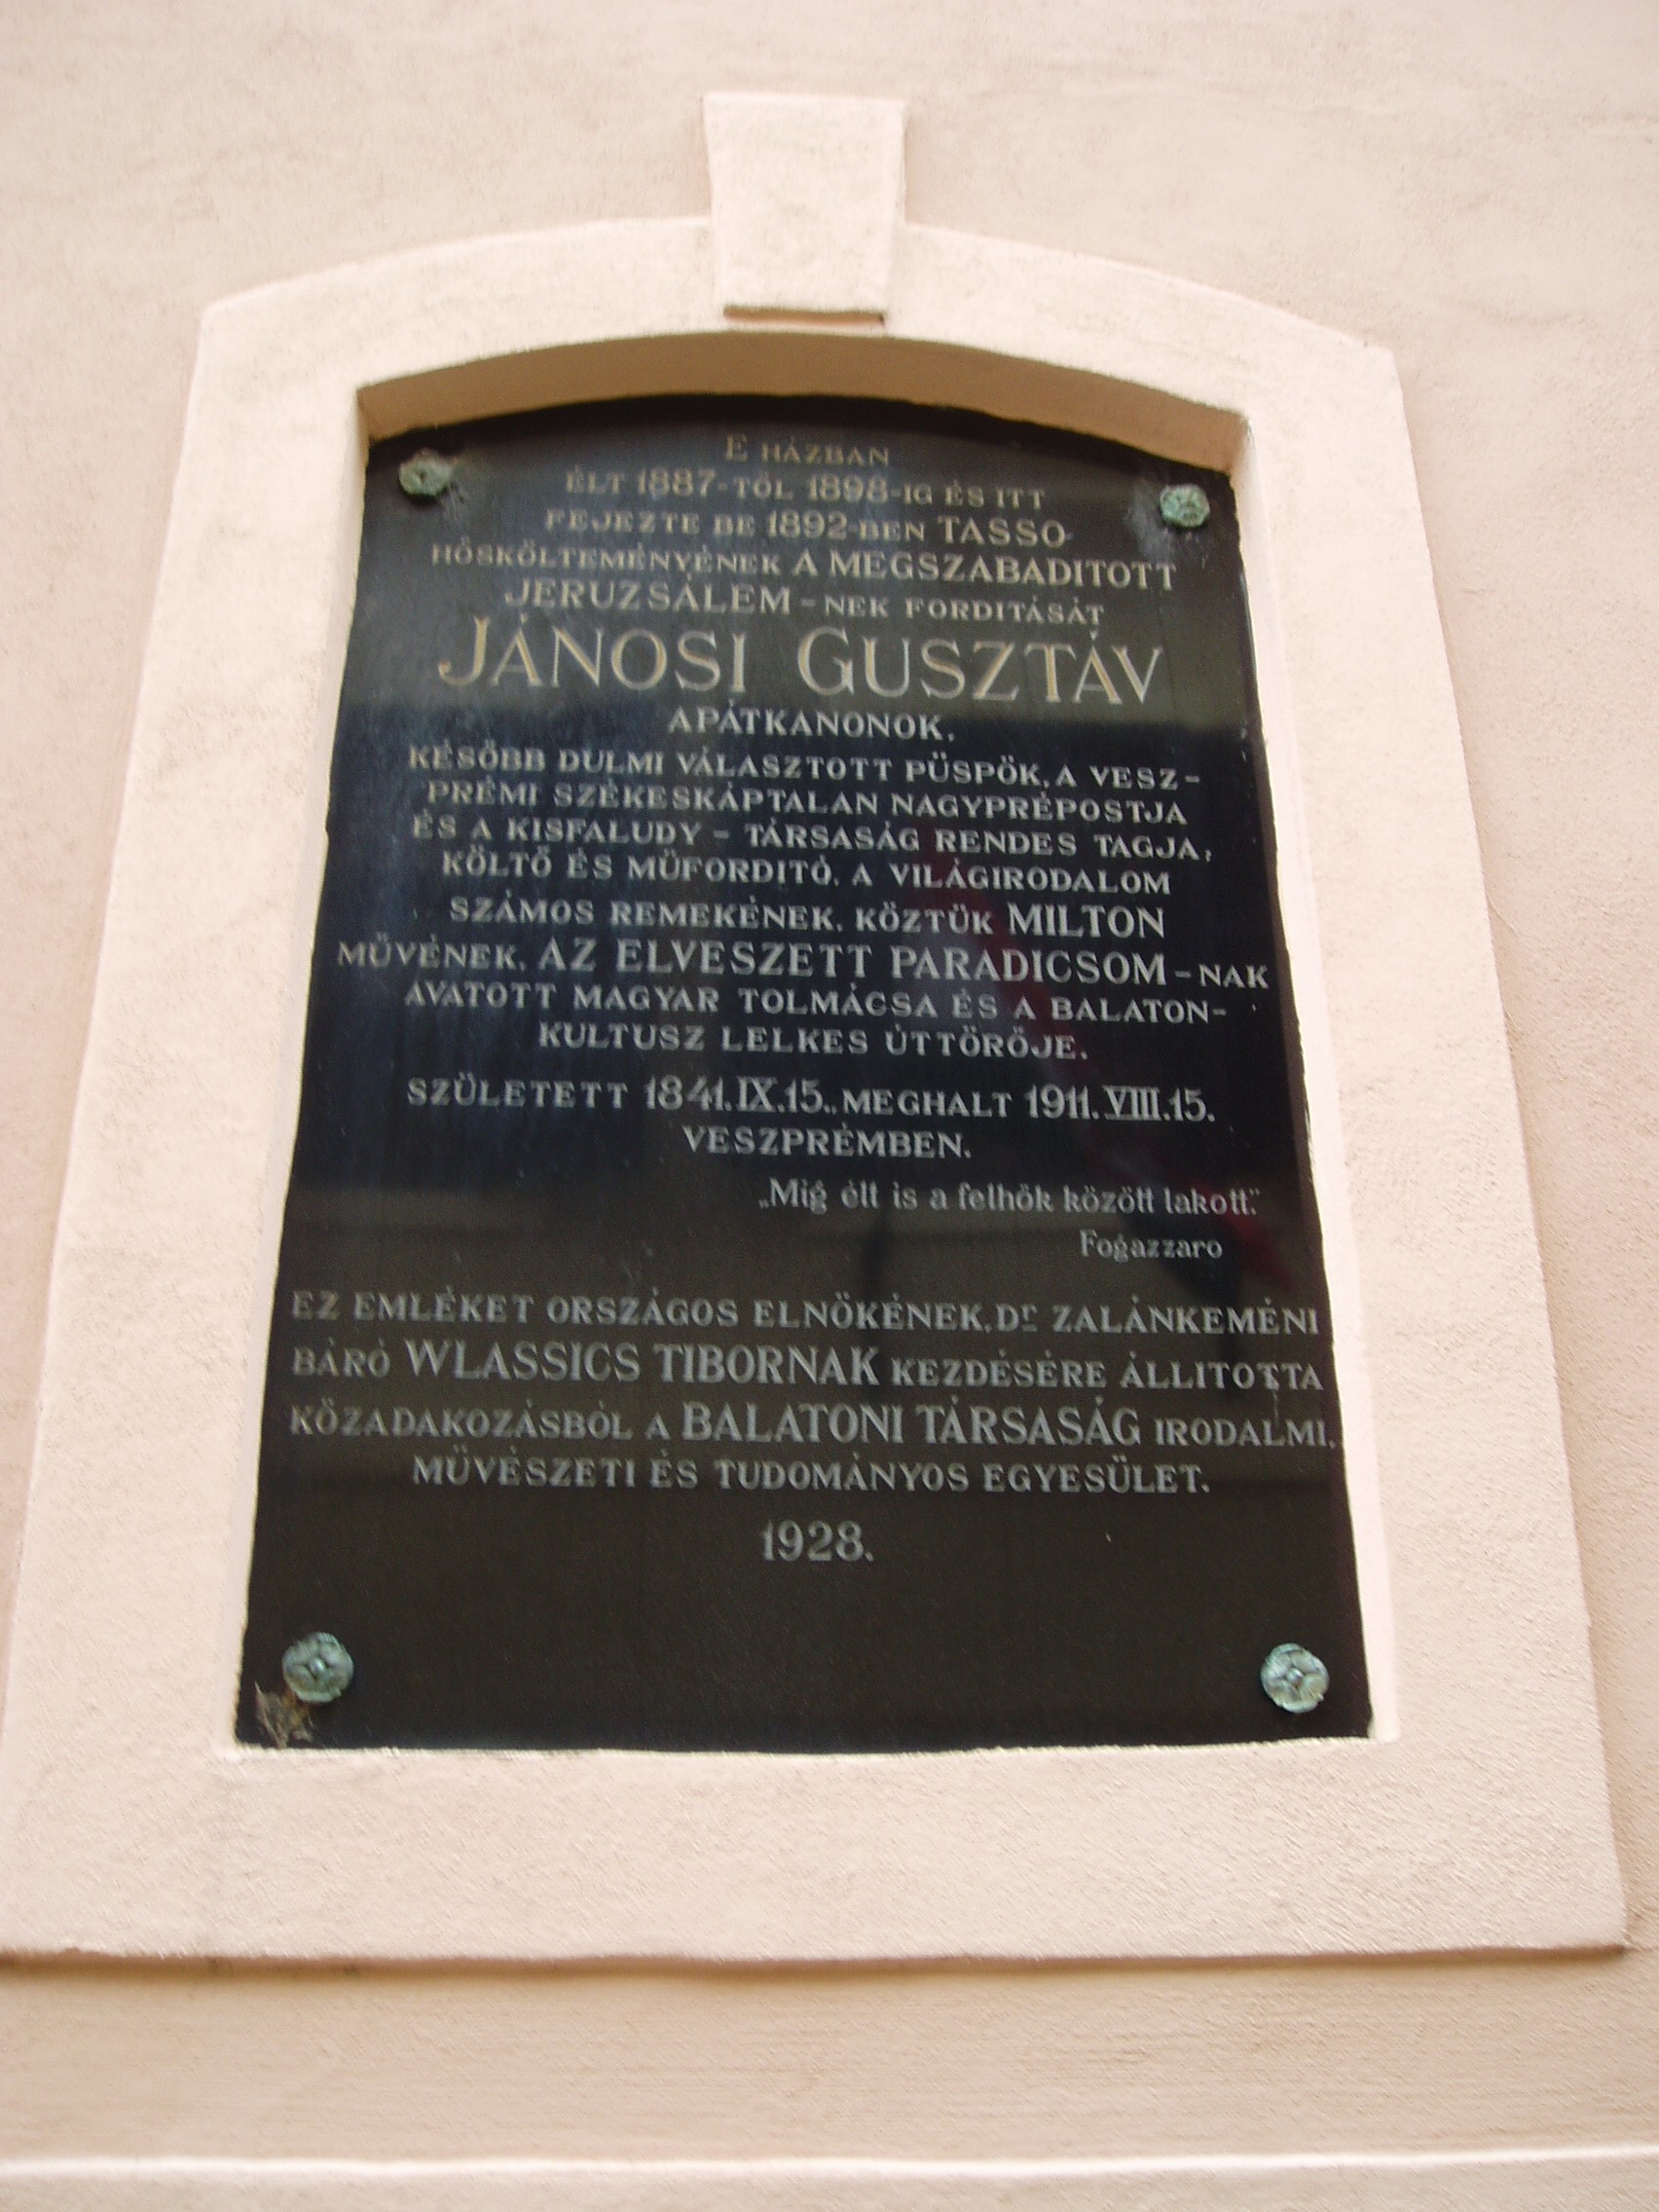 E HÁZBAN
ÉLT 1887-TŐL 1898-IG ÉS ITT
FEJEZTE BE 1892-BEN TASSO-
HŐSKÖLTEMÉNYÉNEK A MEGSZABADITOTT
JERUZSÁLEM-NEK FORDITÁSÁT
JÁNOSI GUSZTÁV
APÁTKANONOK,
KÉSŐBB DULMI VÁLASZTOTT PÜSPÖK, A VESZ-
PRÉMI SZÉKESKÁPTALAN NAGYPRÉPOSTJA
ÉS A KISFALUDY-TÁRSASÁG RENDES TAGJA,
KÖLTŐ ÉS MŰFORDITÓ, A VILÁGIRODALOM
SZÁMOS REMEKÉNEK, KÖZTÜK MILTON
MŰVÉNEK, AZ ELVESZETT PARADICSOM-NAK
AVATOTT MAGYAR TOLMÁCSA ÉS A BALATON-
KULTUSZ LELKES ÚTTÖRŐJE.
SZÜLETETT 1841.IX.15., MEGHALT 1911.VIII.15.
VESZPRÉMBEN.
„Mig élt is a felhők között lakott."
Fogazzaro
EZ EMLÉKET ORSZÁGOS ELNÖKÉNEK, Dr. ZALÁNKEMÉNI
BÁRÓ WLASSICS TIBORNAK KEZDÉSÉRE ÁLLITOTTA
KÖZADAKOZÁSBÓL A BALATONI TÁRSASÁG IRODALMI,
MŰVÉSZETI ÉS TUDOMÁNYOS EGYESÜLET.
1928.